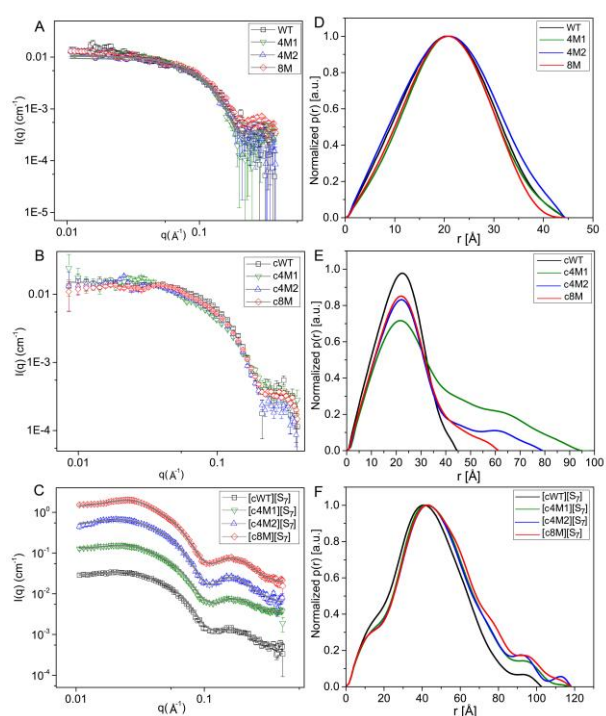 A
WT
4M1
4M2
8M
I(q) (cm⁻¹)
0.01
1E-3
1E-4
1E-5
0.01 0.1
q(Å⁻¹)
D
WT
4M1
4M2
8M
Normalized p(r) [a.u.]
1.0
0.8
0.6
0.4
0.2
0.0
0 10 20 30 40 50
r [Å]
B
cWT
c4M1
c4M2
c8M
I(q) (cm⁻¹)
0.01
1E-3
1E-4
0.01 0.1
q(Å⁻¹)
E
cWT
c4M1
c4M2
c8M
Normalized p(r) [a.u.]
1.0
0.8
0.6
0.4
0.2
0.0
0 10 20 30 40 50 60 70 80 90 100
r [Å]
C
[cWT][S₇]
[c4M1][S₇]
[c4M2][S₇]
[c8M][S₇]
I(q) (cm⁻¹)
10⁰
10⁻¹
10⁻²
10⁻³
10⁻⁴
0.01 0.1
q(Å⁻¹)
F
[cWT][S₇]
[c4M1][S₇]
[c4M2][S₇]
[c8M][S₇]
Normalized p(r) [a.u.]
1.0
0.8
0.6
0.4
0.2
0.0
0 20 40 60 80 100 120
r [Å]